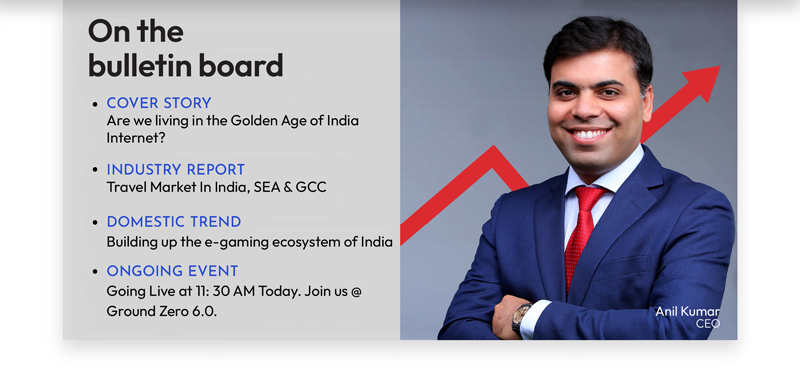 On the
bulletin board
COVER STORY
Are we living in the Golden Age of India
Internet?
INDUSTRY REPORT
Travel Market In India, SEA & GCC
DOMESTIC TREND
Building up the e-gaming ecosystem of India
ONGOING EVENT
Going Live at 11: 30 AM Today. Join us @
Ground Zero 6.0.
Anil Kumar
CEO